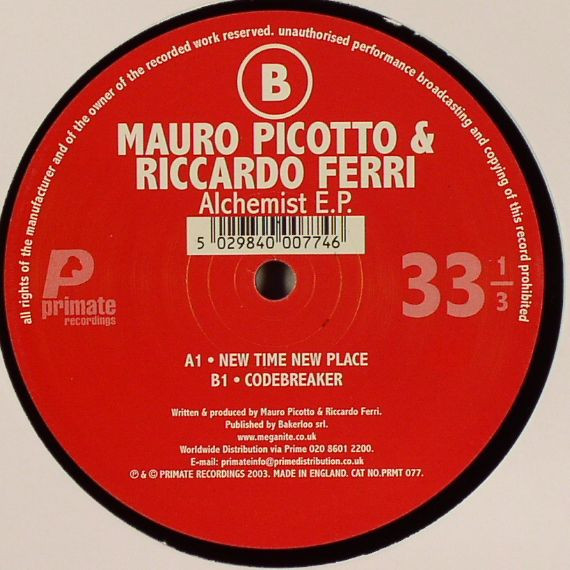 all rights of the manufacturer and of the owner of the recorded work reserved. unauthorised performance broadcasting and copying of this record prohibited
B
MAURO PICOTTO &
RICCARDO FERRI
Alchemist E.P.
5 029840 007746
P
primate
recordings
33 1/3
A1 • NEW TIME NEW PLACE
B1 • CODEBREAKER
Written & produced by Mauro Picotto & Riccardo Ferri.
Published by Bakerloo srl.
www.meganite.co.uk
Worldwide Distribution via Prime 020 8601 2200.
E-mail: primateinfo@primedistribution.co.uk
℗ & © PRIMATE RECORDINGS 2003. MADE IN ENGLAND. CAT NO.PRMT 077.